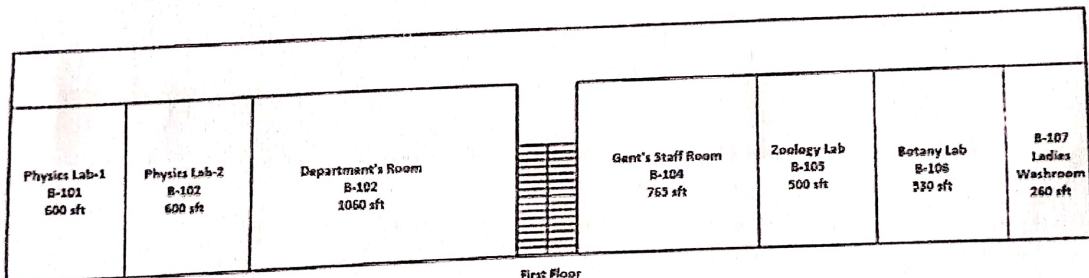 Physics Lab-1
B-101
600 sft
Physics Lab-2
B-102
600 sft
Department's Room
B-102
1060 sft
Gent's Staff Room
B-104
765 sft
Zoology Lab
B-105
500 sft
Botany Lab
B-106
530 sft
B-107
Ladies
Washroom
260 sft
First Floor